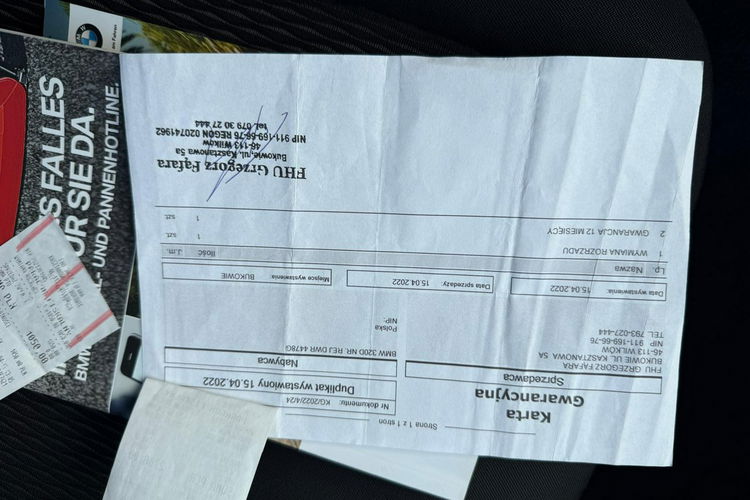 Strona 1 z 1 stron
Karta
Gwarancyjna
Nr dokumentu: KG/2022/4/24
Duplikat wystawiony 15.04.2022
Sprzedawca
FHU GRZEGORZ FĄFARA
BUKOWIE UL. KASZTANOWA 5A
46-113 WILKÓW
NIP 911-169-66-76
TEL. 793-027-444
Nabywca
BMW 320D NR. REJ DWR R4478G
Polska
NIP:
Data wystawienia: 15.04.2022
Data sprzedaży: 15.04.2022
Miejsce wystawienia: BUKOWIE
Lp. Nazwa Ilość J.m.
1 WYMIANA ROZRZĄDU 1 szt.
2 GWARANCJA 12 MIESIĘCY 1 szt.
FHU Grzegorz Fąfara
Bukowie,ul. Kasztanowa 5a
46-113 Wilków
NIP 911-169-66-76 REGON 020741962
tel. 079 30 27 444
FALLES
SIE DA.
UND PANNENHOTLINE.
BMW